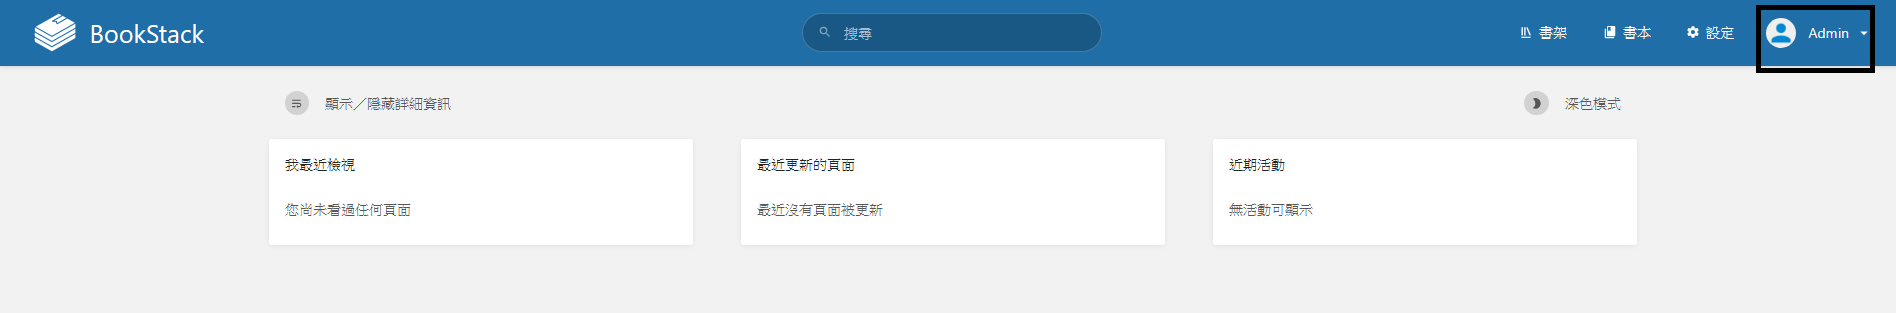 BookStack
搜尋
書架
書本
設定
Admin
顯示／隱藏詳細資訊
深色模式
我最近檢視
您尚未看過任何頁面
最近更新的頁面
最近沒有頁面被更新
近期活動
無活動可顯示